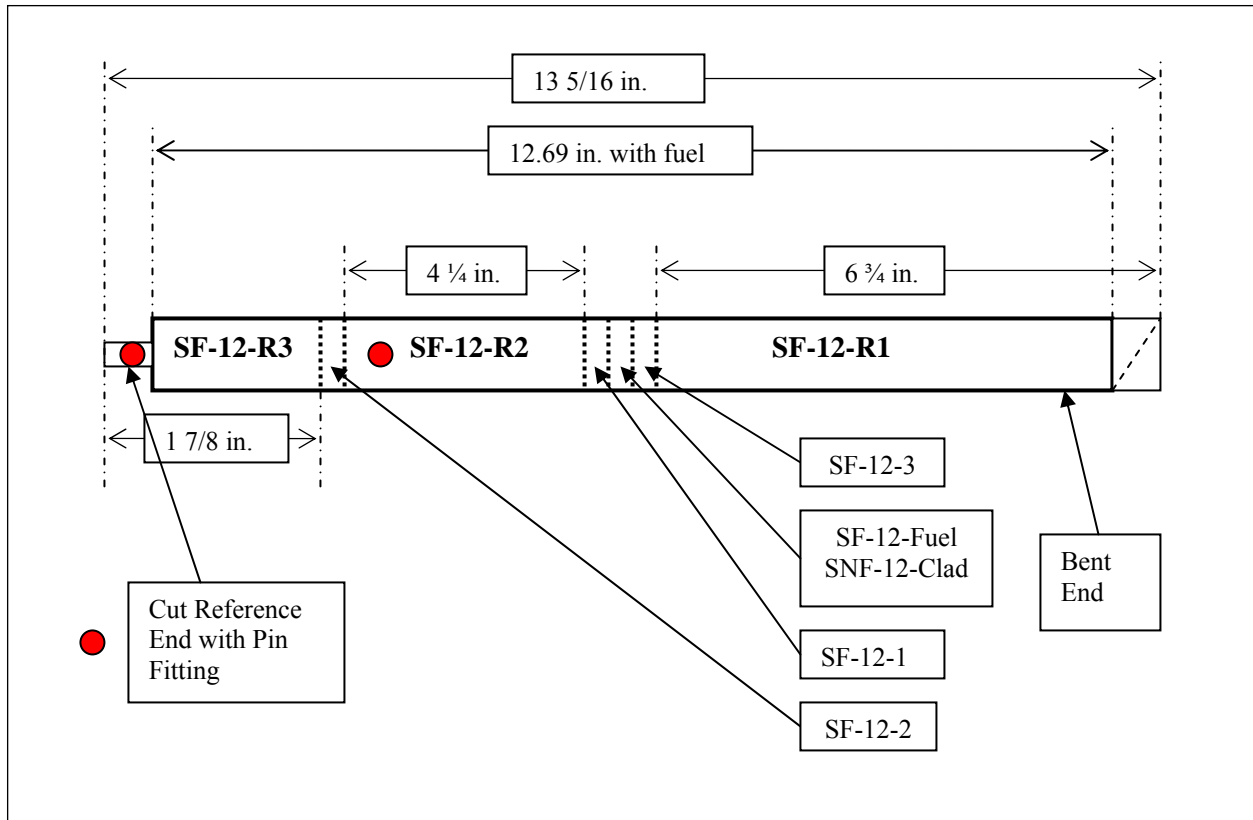 13 5/16 in.
12.69 in. with fuel
4 ¼ in.
6 ¾ in.
SF-12-R3
SF-12-R2
SF-12-R1
1 7/8 in.
SF-12-3
SF-12-Fuel
SNF-12-Clad
Bent
End
Cut Reference
End with Pin
Fitting
SF-12-1
SF-12-2